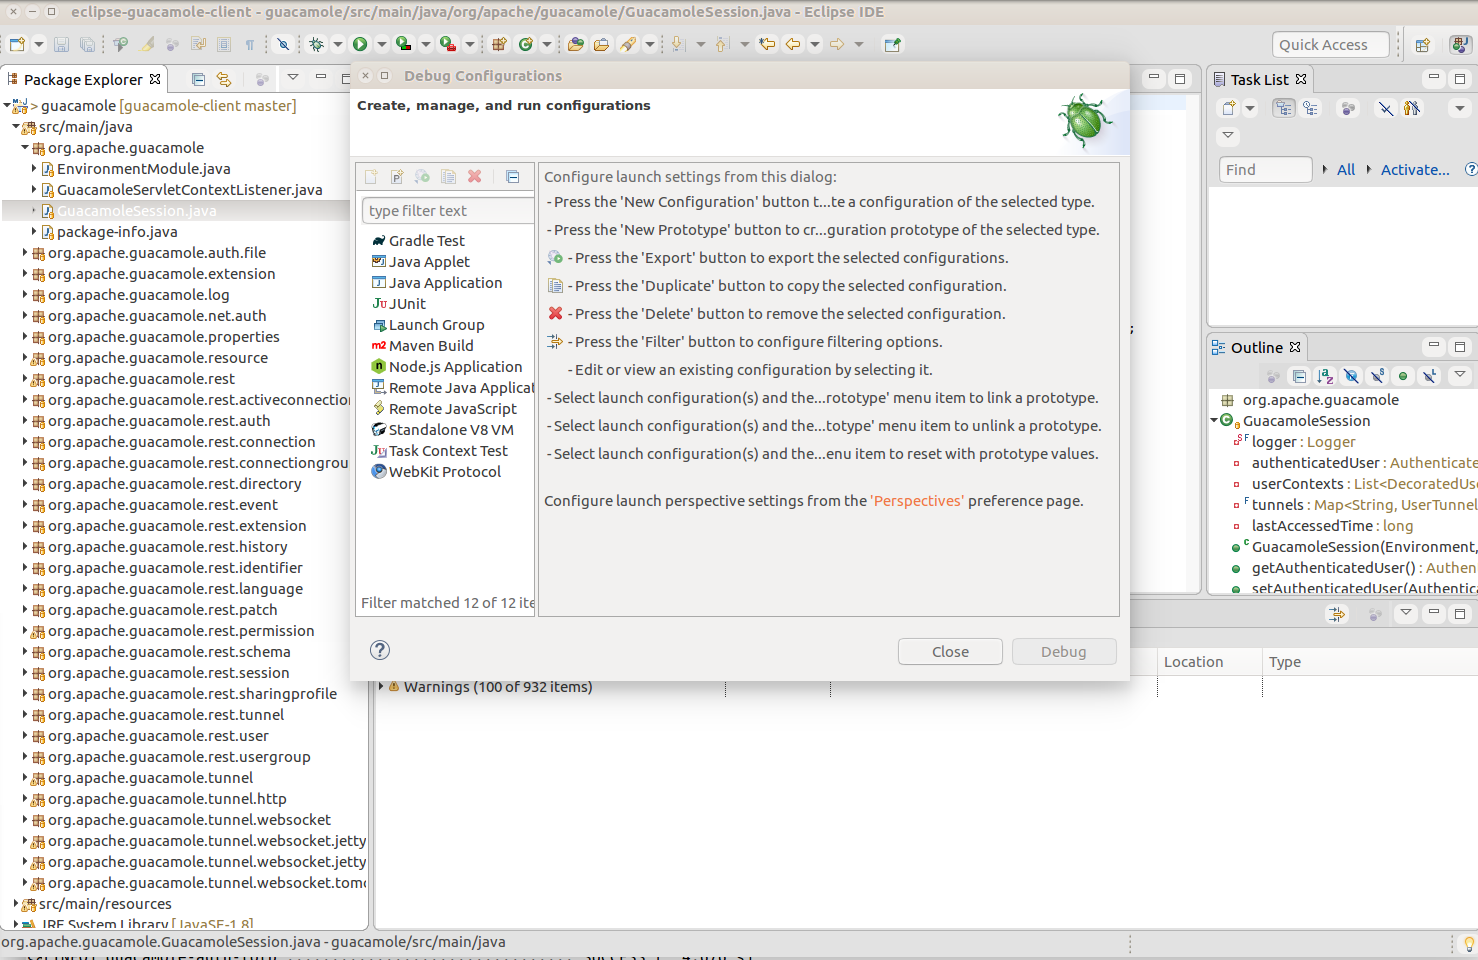 eclipse-guacamole-client - guacamole/src/main/java/org/apache/guacamole/GuacamoleSession.java - Eclipse IDE
Quick Access
Package Explorer
> guacamole [guacamole-client master]
src/main/java
org.apache.guacamole
EnvironmentModule.java
GuacamoleServletContextListener.java
GuacamoleSession.java
package-info.java
org.apache.guacamole.auth.file
org.apache.guacamole.extension
org.apache.guacamole.log
org.apache.guacamole.net.auth
org.apache.guacamole.properties
org.apache.guacamole.resource
org.apache.guacamole.rest
org.apache.guacamole.rest.activeconnection
org.apache.guacamole.rest.auth
org.apache.guacamole.rest.connection
org.apache.guacamole.rest.connectiongrou
org.apache.guacamole.rest.directory
org.apache.guacamole.rest.event
org.apache.guacamole.rest.extension
org.apache.guacamole.rest.history
org.apache.guacamole.rest.identifier
org.apache.guacamole.rest.language
org.apache.guacamole.rest.patch
org.apache.guacamole.rest.permission
org.apache.guacamole.rest.schema
org.apache.guacamole.rest.session
org.apache.guacamole.rest.sharingprofile
org.apache.guacamole.rest.tunnel
org.apache.guacamole.rest.user
org.apache.guacamole.rest.usergroup
org.apache.guacamole.tunnel
org.apache.guacamole.tunnel.http
org.apache.guacamole.tunnel.websocket
org.apache.guacamole.tunnel.websocket.jetty
org.apache.guacamole.tunnel.websocket.jetty
org.apache.guacamole.tunnel.websocket.tomc
src/main/resources
JRE System Library [JavaSE-1.8]
Debug Configurations
Create, manage, and run configurations
type filter text
Gradle Test
Java Applet
Java Application
JUnit
Launch Group
Maven Build
Node.js Application
Remote Java Applicat
Remote JavaScript
Standalone V8 VM
Task Context Test
WebKit Protocol
Filter matched 12 of 12 ite
Configure launch settings from this dialog:
- Press the 'New Configuration' button t...te a configuration of the selected type.
- Press the 'New Prototype' button to cr...guration prototype of the selected type.
- Press the 'Export' button to export the selected configurations.
- Press the 'Duplicate' button to copy the selected configuration.
- Press the 'Delete' button to remove the selected configuration.
- Press the 'Filter' button to configure filtering options.
- Edit or view an existing configuration by selecting it.
- Select launch configuration(s) and the...rototype' menu item to link a prototype.
- Select launch configuration(s) and the...totype' menu item to unlink a prototype.
- Select launch configuration(s) and the...enu item to reset with prototype values.
Configure launch perspective settings from the 'Perspectives' preference page.
Close
Debug
Task List
Find
All
Activate...
Outline
org.apache.guacamole
GuacamoleSession
logger : Logger
authenticatedUser : Authenticate
userContexts : List<DecoratedUse
tunnels : Map<String, UserTunnel
lastAccessedTime : long
GuacamoleSession(Environment,
getAuthenticatedUser() : Authen
setAuthenticatedUser(Authentica
Location
Type
Warnings (100 of 932 items)
org.apache.guacamole.GuacamoleSession.java - guacamole/src/main/java